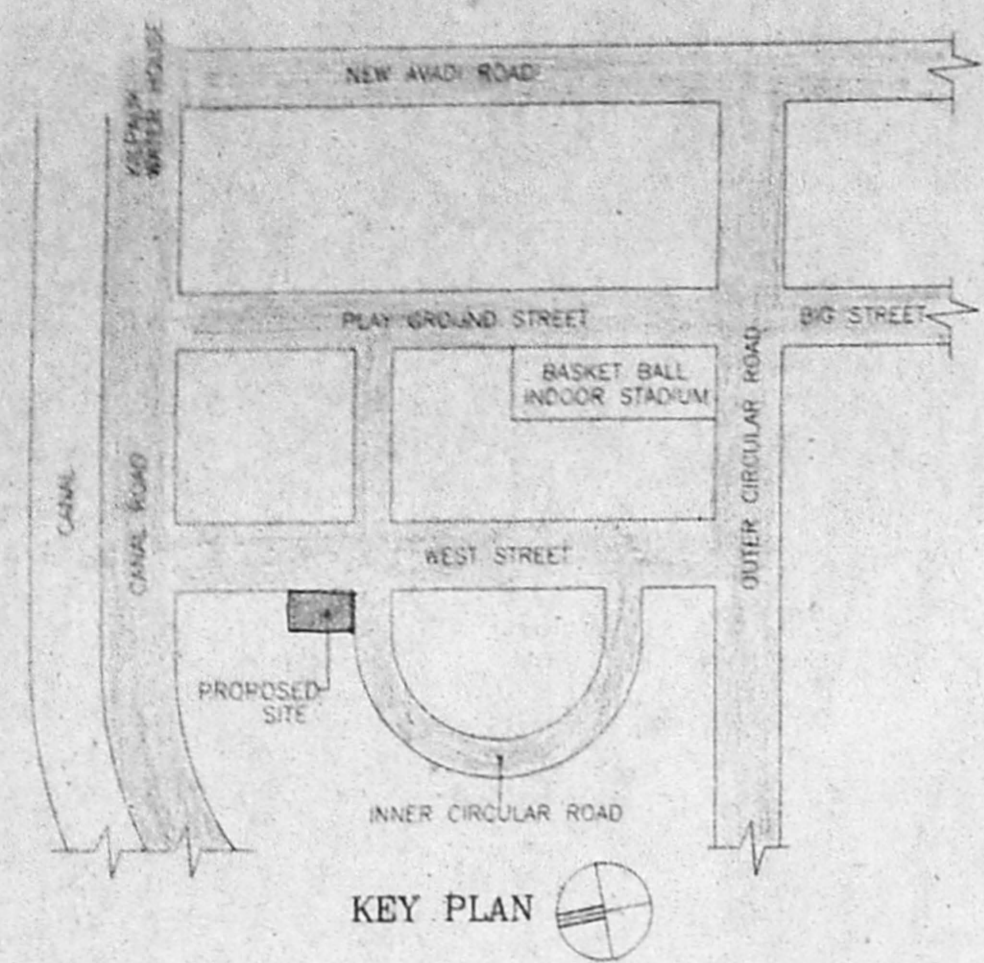 KILPAUK
WATER HOUSE
NEW AVADI ROAD
PLAY GROUND STREET
BIG STREET
BASKET BALL
INDOOR STADIUM
OUTER CIRCULAR ROAD
CANAL
CANAL ROAD
WEST STREET
PROPOSED
SITE
INNER CIRCULAR ROAD
KEY PLAN